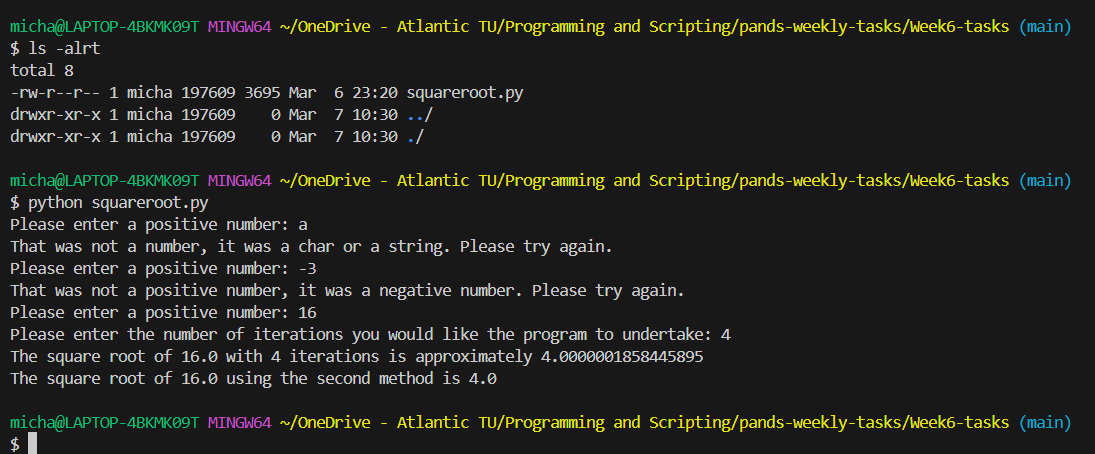 micha@LAPTOP-4BKMK09T MINGW64 ~/OneDrive - Atlantic TU/Programming and Scripting/pands-weekly-tasks/Week6-tasks (main)
$ ls -alrt
total 8
-rw-r--r-- 1 micha 197609 3695 Mar  6 23:20 squareroot.py
drwxr-xr-x 1 micha 197609    0 Mar  7 10:30 ../
drwxr-xr-x 1 micha 197609    0 Mar  7 10:30 ./
micha@LAPTOP-4BKMK09T MINGW64 ~/OneDrive - Atlantic TU/Programming and Scripting/pands-weekly-tasks/Week6-tasks (main)
$ python squareroot.py
Please enter a positive number: a
That was not a number, it was a char or a string. Please try again.
Please enter a positive number: -3
That was not a positive number, it was a negative number. Please try again.
Please enter a positive number: 16
Please enter the number of iterations you would like the program to undertake: 4
The square root of 16.0 with 4 iterations is approximately 4.0000001858445895
The square root of 16.0 using the second method is 4.0
micha@LAPTOP-4BKMK09T MINGW64 ~/OneDrive - Atlantic TU/Programming and Scripting/pands-weekly-tasks/Week6-tasks (main)
$